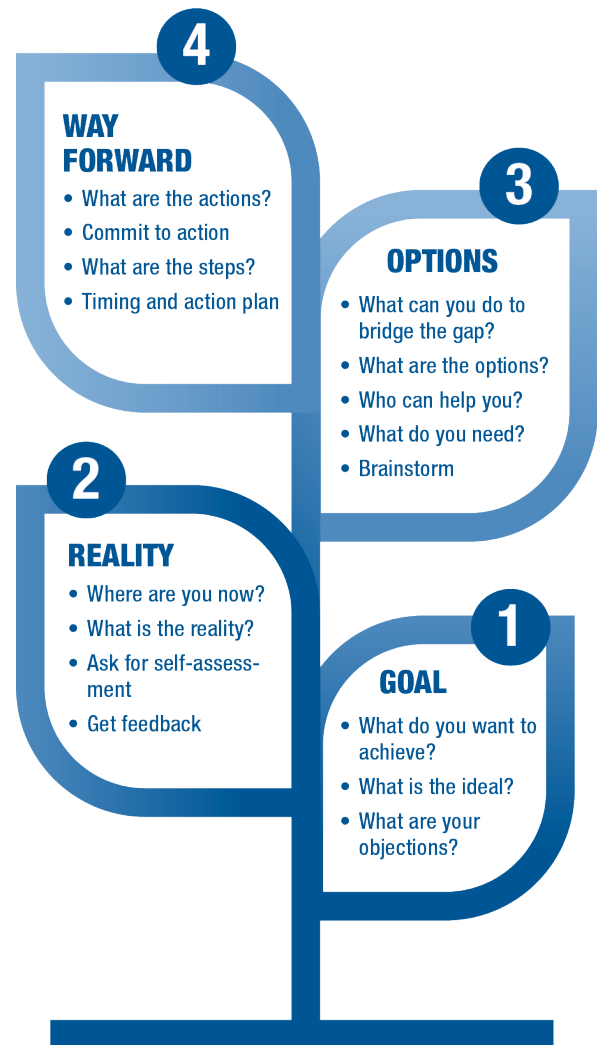 4
WAY
FORWARD
• What are the actions?
• Commit to action
• What are the steps?
• Timing and action plan
3
OPTIONS
• What can you do to
bridge the gap?
• What are the options?
• Who can help you?
• What do you need?
• Brainstorm
2
REALITY
• Where are you now?
• What is the reality?
• Ask for self-assess-
ment
• Get feedback
1
GOAL
• What do you want to
achieve?
• What is the ideal?
• What are your
objections?